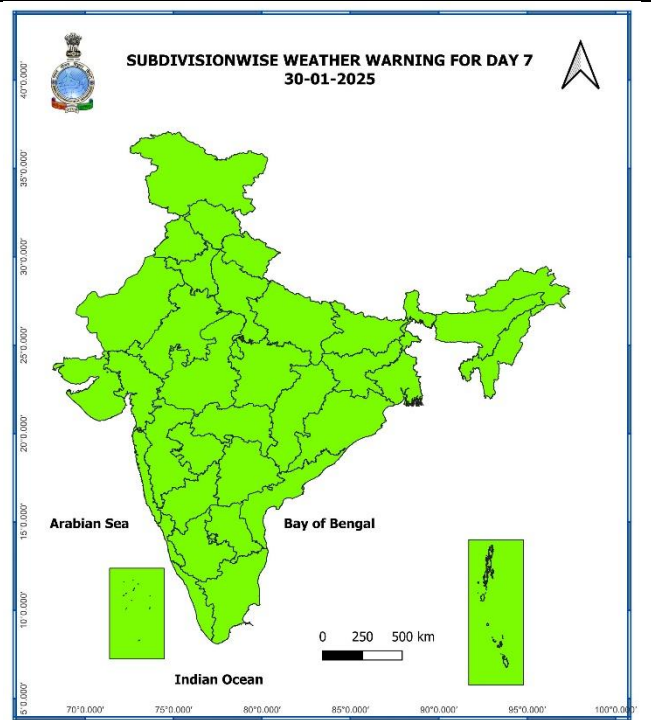 SUBDIVISIONWISE WEATHER WARNING FOR DAY 7
30-01-2025
40°0.000'
35°0.000'
30°0.000'
25°0.000'
20°0.000'
15°0.000'
10°0.000'
5°0.000'
Arabian Sea
Bay of Bengal
0 250 500 km
Indian Ocean
70°0.000' 75°0.000' 80°0.000' 85°0.000' 90°0.000' 95°0.000' 100°0.000'